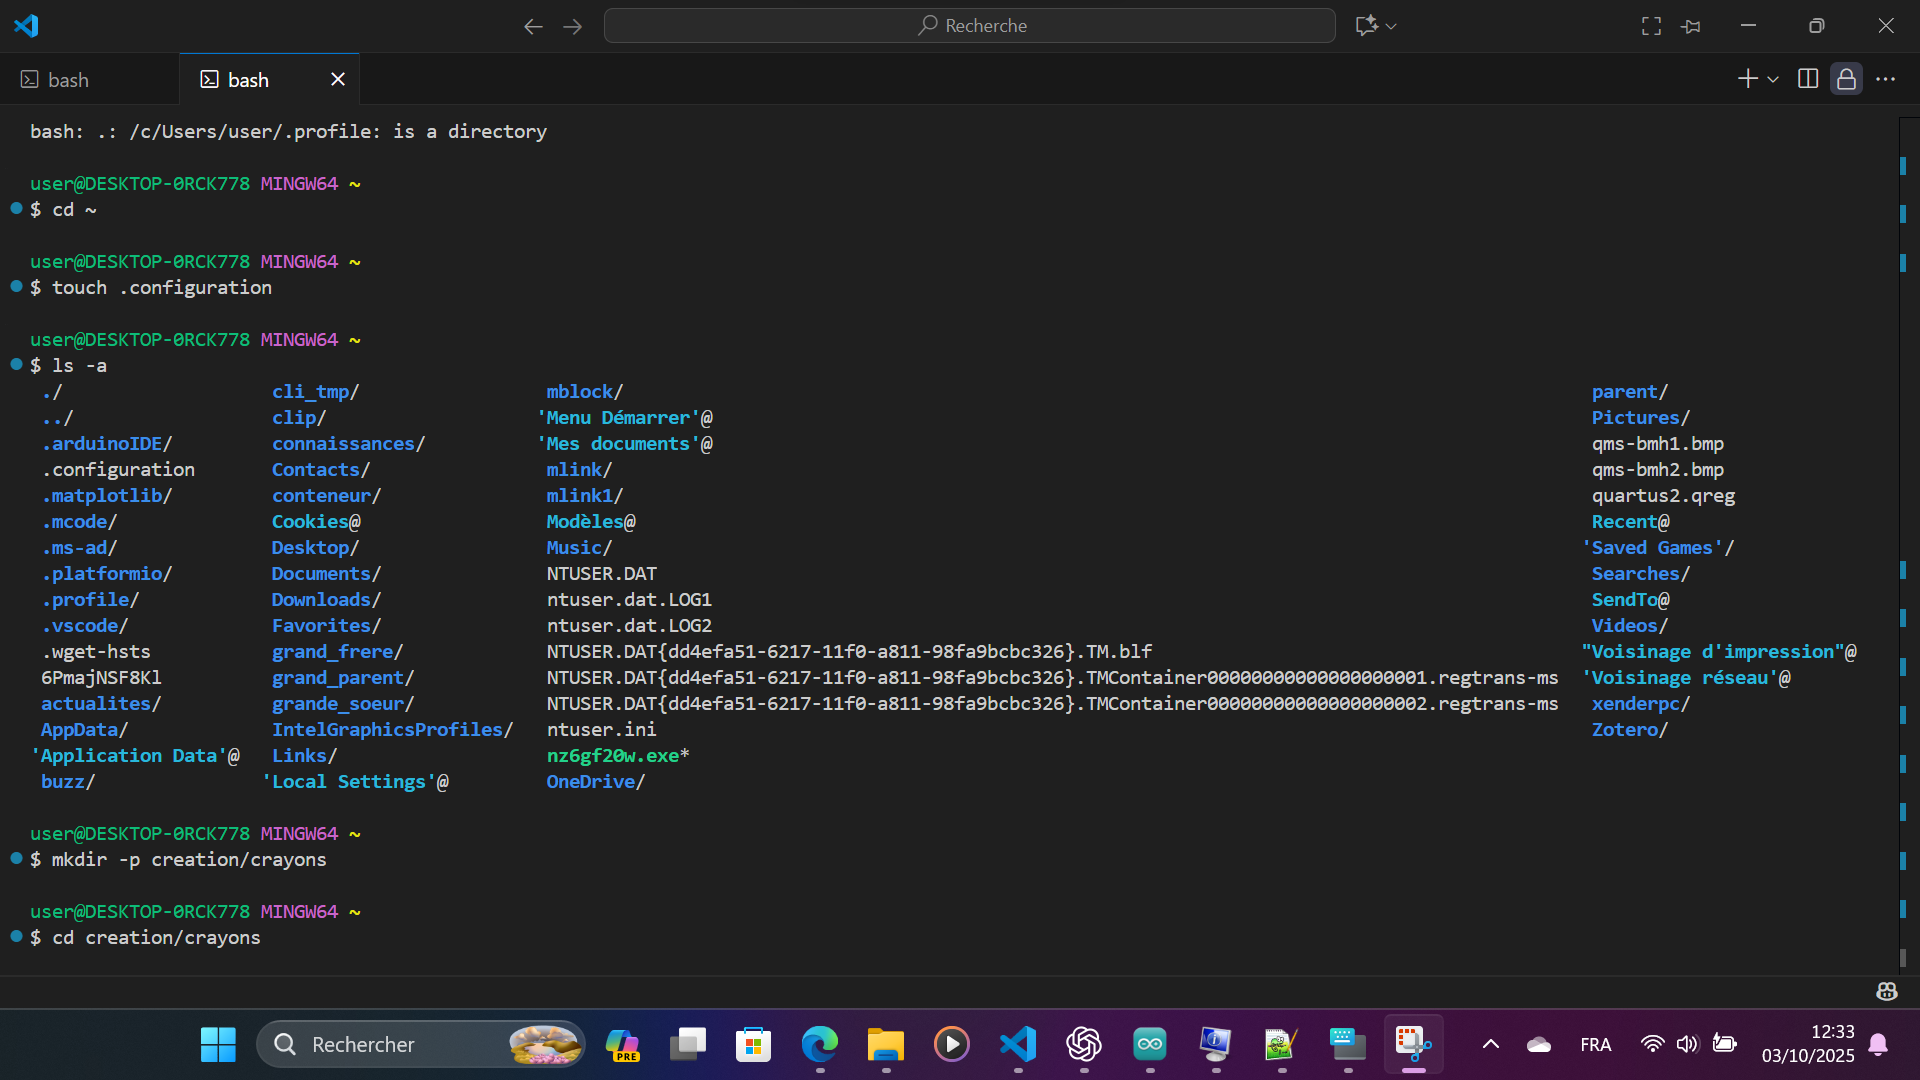 Recherche
bash
bash
bash: .: /c/Users/user/.profile: is a directory
user@DESKTOP-0RCK778 MINGW64 ~
$ cd ~
user@DESKTOP-0RCK778 MINGW64 ~
$ touch .configuration
user@DESKTOP-0RCK778 MINGW64 ~
$ ls -a
./ cli_tmp/ mblock/ parent/
../ clip/ 'Menu Démarrer'@ Pictures/
.arduinoIDE/ connaissances/ 'Mes documents'@ qms-bmh1.bmp
.configuration Contacts/ mlink/ qms-bmh2.bmp
.matplotlib/ conteneur/ mlink1/ quartus2.qreg
.mcode/ Cookies@ Modèles@ Recent@
.ms-ad/ Desktop/ Music/ 'Saved Games'/
.platformio/ Documents/ NTUSER.DAT Searches/
.profile/ Downloads/ ntuser.dat.LOG1 SendTo@
.vscode/ Favorites/ ntuser.dat.LOG2 Videos/
.wget-hsts grand_frere/ NTUSER.DAT{dd4efa51-6217-11f0-a811-98fa9bcbc326}.TM.blf "Voisinage d'impression"@
6PmajNSF8Kl grand_parent/ NTUSER.DAT{dd4efa51-6217-11f0-a811-98fa9bcbc326}.TMContainer00000000000000000001.regtrans-ms 'Voisinage réseau'@
actualites/ grande_soeur/ NTUSER.DAT{dd4efa51-6217-11f0-a811-98fa9bcbc326}.TMContainer00000000000000000002.regtrans-ms xenderpc/
AppData/ IntelGraphicsProfiles/ ntuser.ini Zotero/
'Application Data'@ Links/ nz6gf20w.exe*
buzz/ 'Local Settings'@ OneDrive/
user@DESKTOP-0RCK778 MINGW64 ~
$ mkdir -p creation/crayons
user@DESKTOP-0RCK778 MINGW64 ~
$ cd creation/crayons
Rechercher
PRE
FRA
12:33
03/10/2025